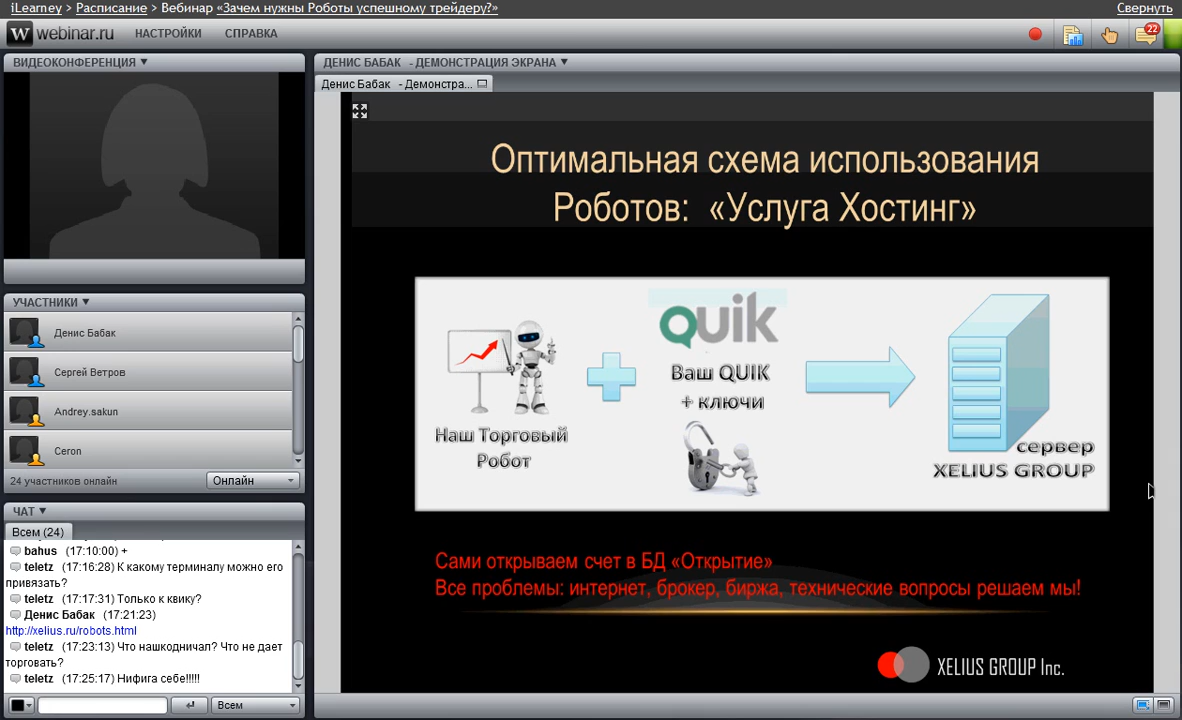 iLearney > Расписание > Вебинар «Зачем нужны Роботы успешному трейдеру?»
Свернуть
W webinar.ru НАСТРОЙКИ СПРАВКА
22
ВИДЕОКОНФЕРЕНЦИЯ
УЧАСТНИКИ
Денис Бабак
Сергей Ветров
Andrey.sakun
Ceron
24 участников онлайн
Онлайн
ЧАТ
Всем (24)
bahus (17:10:00) +
teletz (17:16:28) К какому терминалу можно его
привязать?
teletz (17:17:31) Только к квику?
Денис Бабак (17:21:23)
http://xelius.ru/robots.html
teletz (17:23:13) Что нашкодничал? Что не дает
торговать?
teletz (17:25:17) Нифига себе!!!!!
Всем
ДЕНИС БАБАК - ДЕМОНСТРАЦИЯ ЭКРАНА
Денис Бабак - Демонстра...
Оптимальная схема использования
Роботов: «Услуга Хостинг»
Наш Торговый
Робот
QUIK
Ваш QUIK
+ ключи
сервер
XELIUS GROUP
Сами открываем счет в БД «Открытие»
Все проблемы: интернет, брокер, биржа, технические вопросы решаем мы!
XELIUS GROUP Inc.